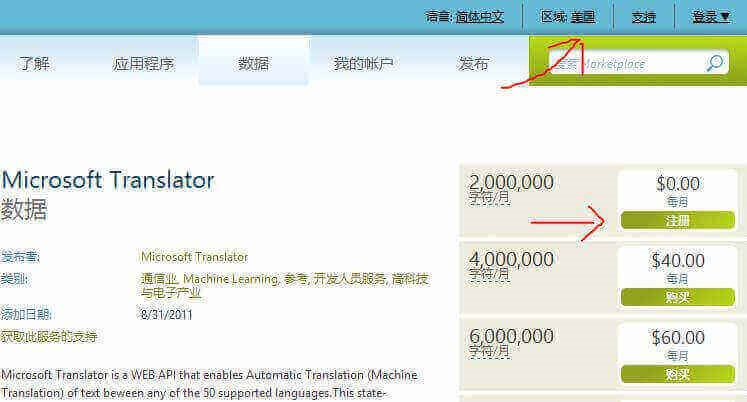 语言: 简体中文
区域: 美国
支持
登录▼
了解
应用程序
数据
我的帐户
发布
搜索 Marketplace
Microsoft Translator
数据
发布者:
Microsoft Translator
类别:
通信业, Machine Learning, 参考, 开发人员服务, 高科技
与电子产业
添加日期:
8/31/2011
获取此服务的支持
Microsoft Translator is a WEB API that enables Automatic Translation (Machine
Translation) of text beween any of the 50 supported languages.This state-
2,000,000
字符/月
$0.00
每月
注册
4,000,000
字符/月
$40.00
每月
购买
6,000,000
字符/月
$60.00
每月
购买